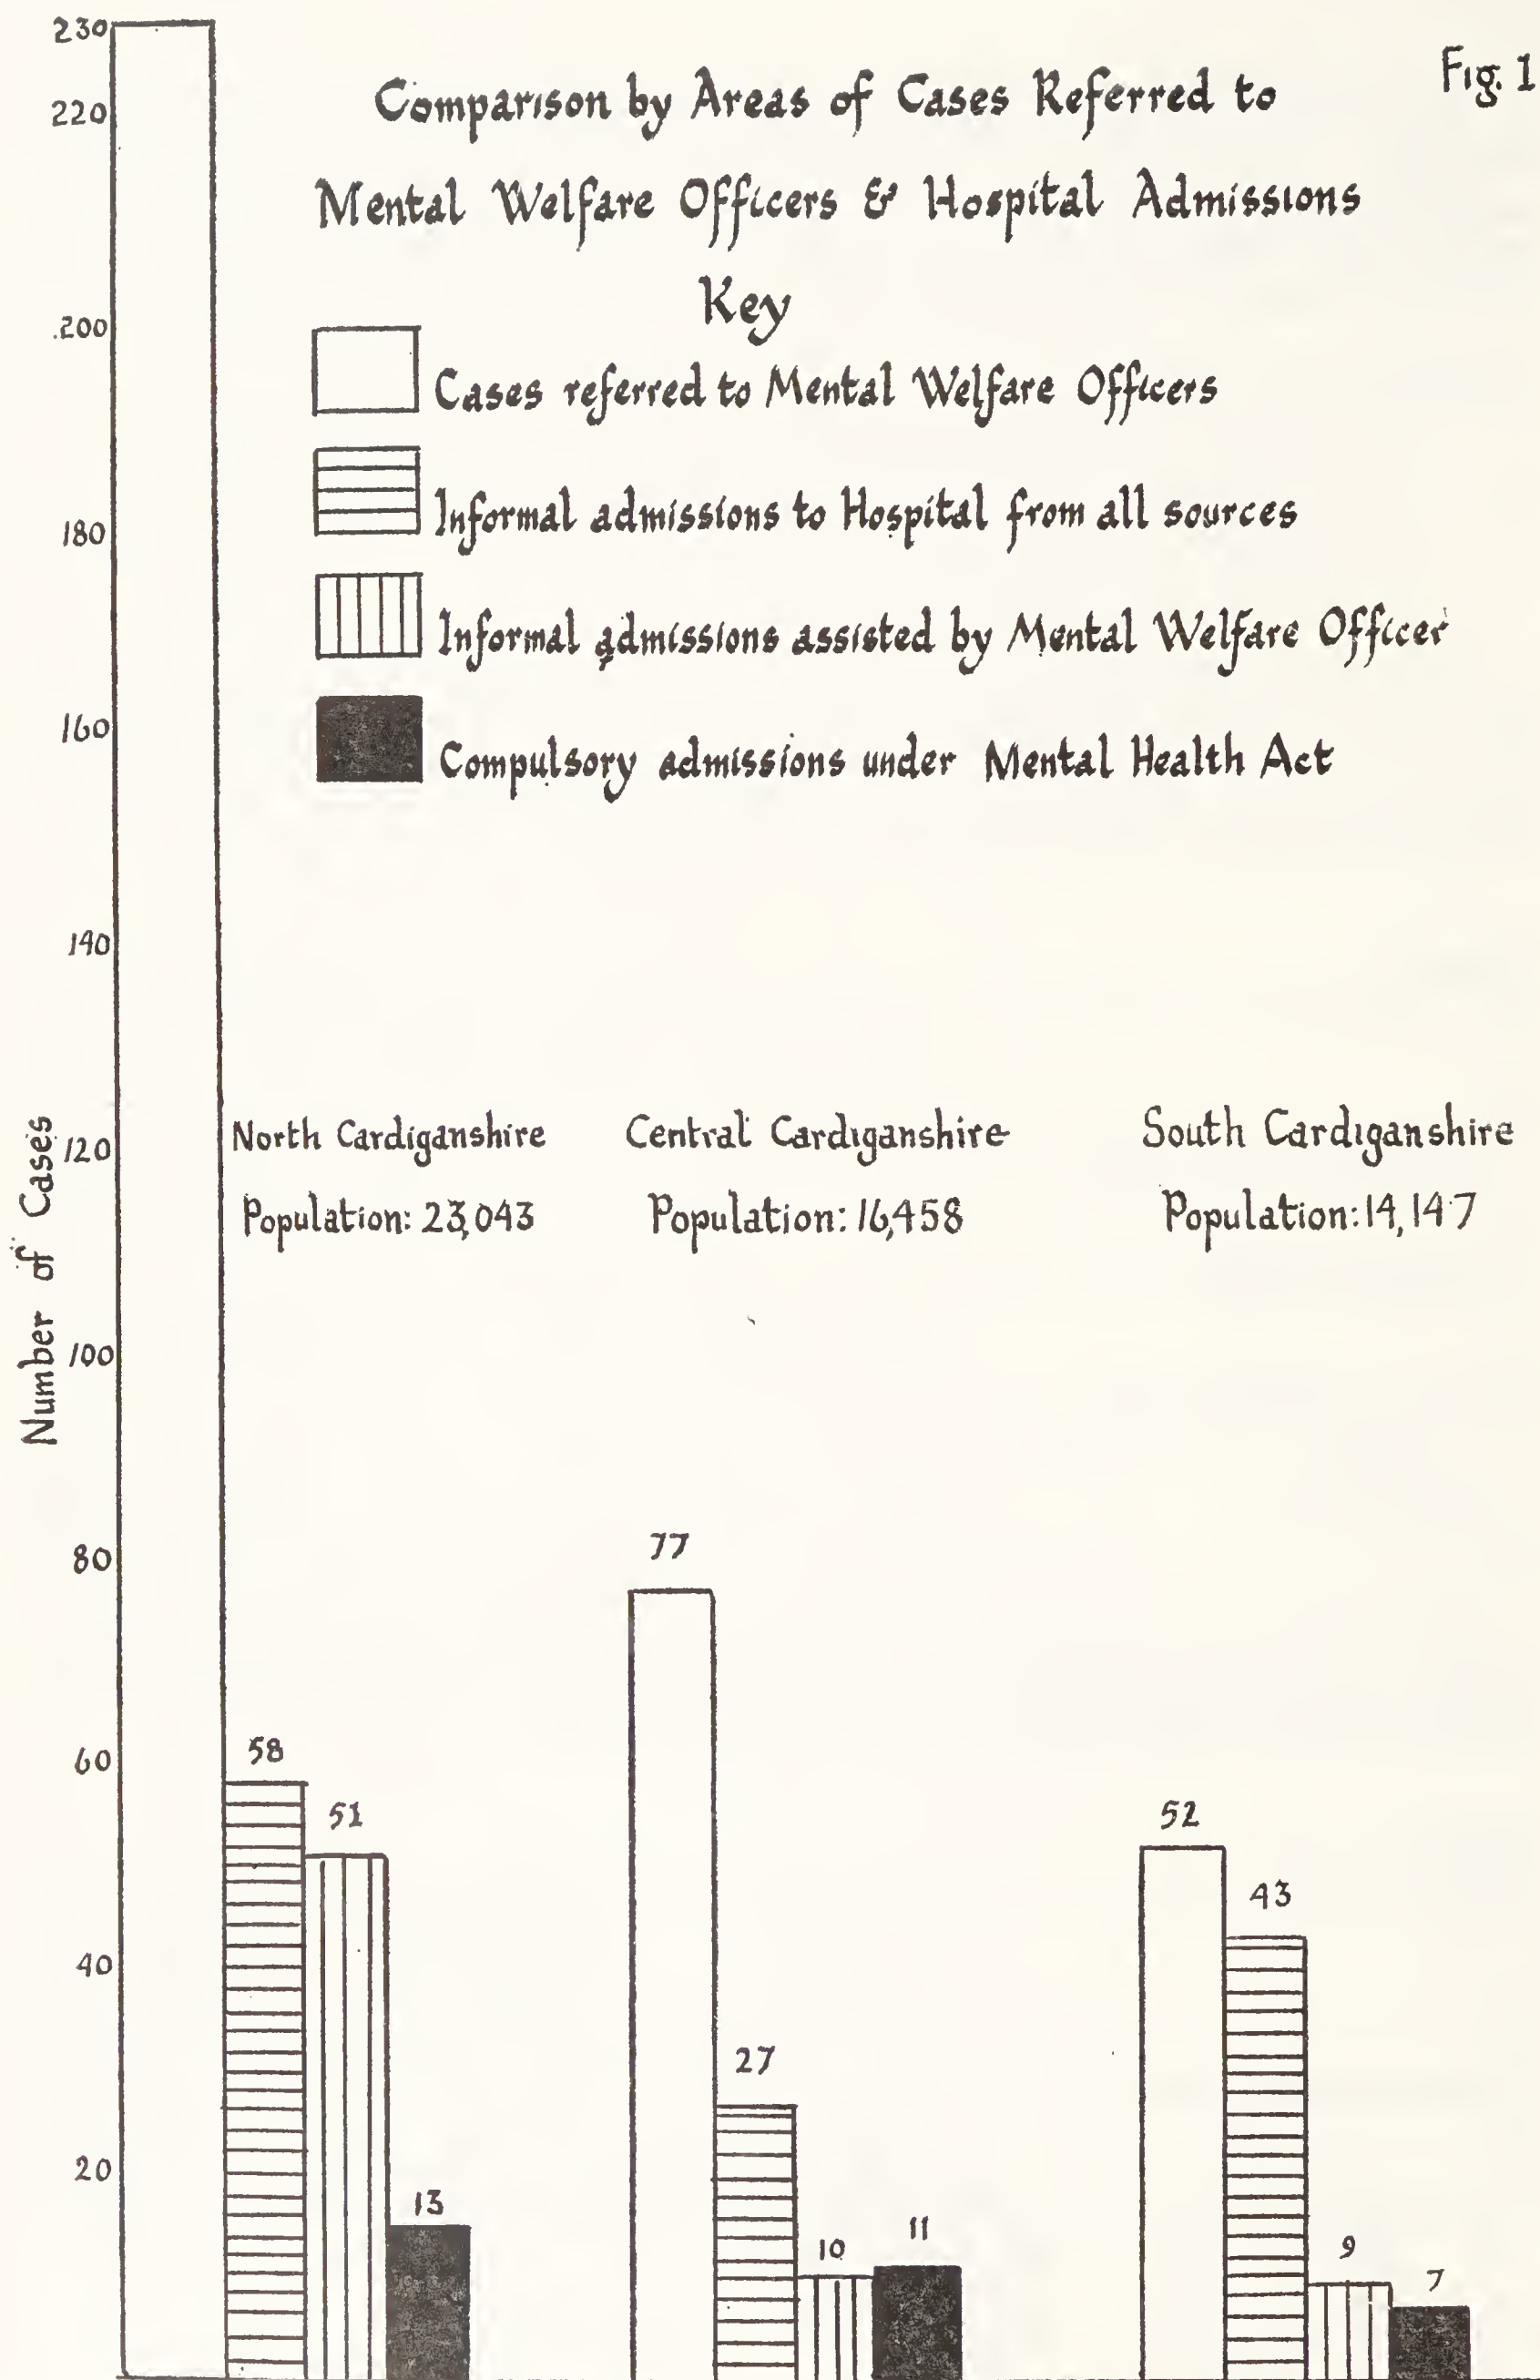 Fig. 1
Comparison by Areas of Cases Referred to
Mental Welfare Officers & Hospital Admissions
Key
Cases referred to Mental Welfare Officers
Informal admissions to Hospital from all sources
Informal admissions assisted by Mental Welfare Officer
Compulsory admissions under Mental Health Act
Number of Cases
230
220
200
180
160
140
120
100
80
60
40
20
North Cardiganshire
Population: 23,043
58
51
13
Central Cardiganshire
Population: 16,458
77
27
10
11
South Cardiganshire
Population: 14,147
52
43
9
7